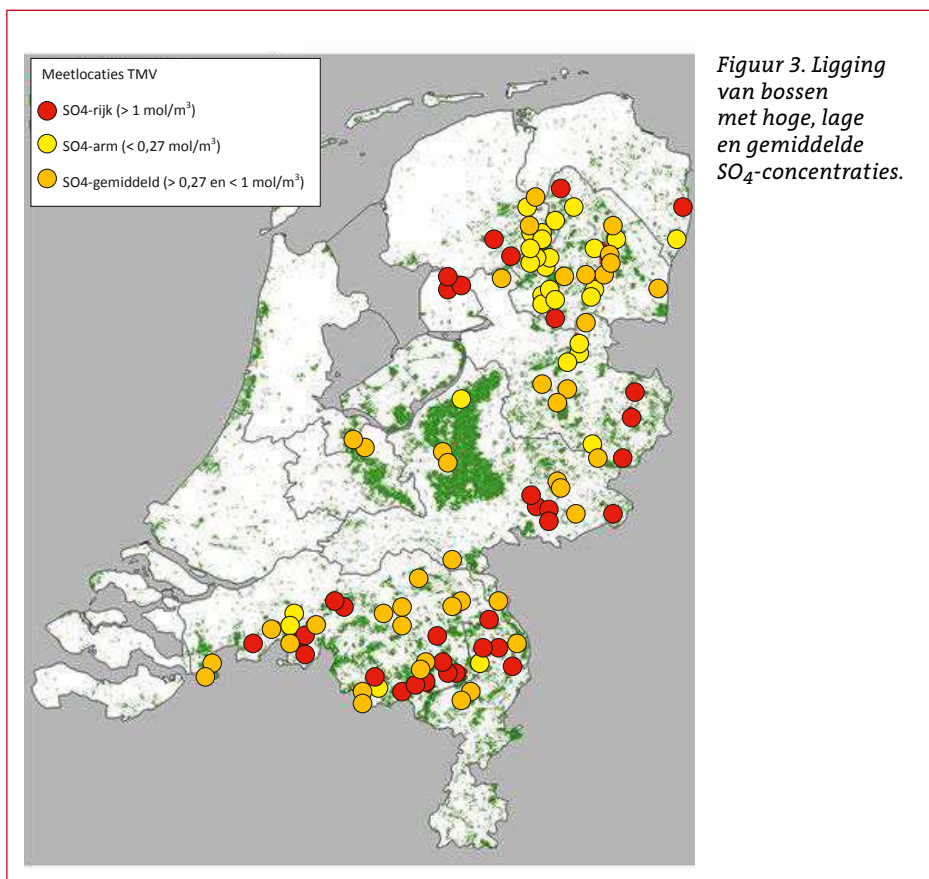 Meetlocaties TMV
SO4-rijk (> 1 mol/m³)
SO4-arm (< 0,27 mol/m³)
SO4-gemiddeld (> 0,27 en < 1 mol/m³)
Figuur 3. Ligging
van bossen
met hoge, lage
en gemiddelde
SO₄-concentraties.